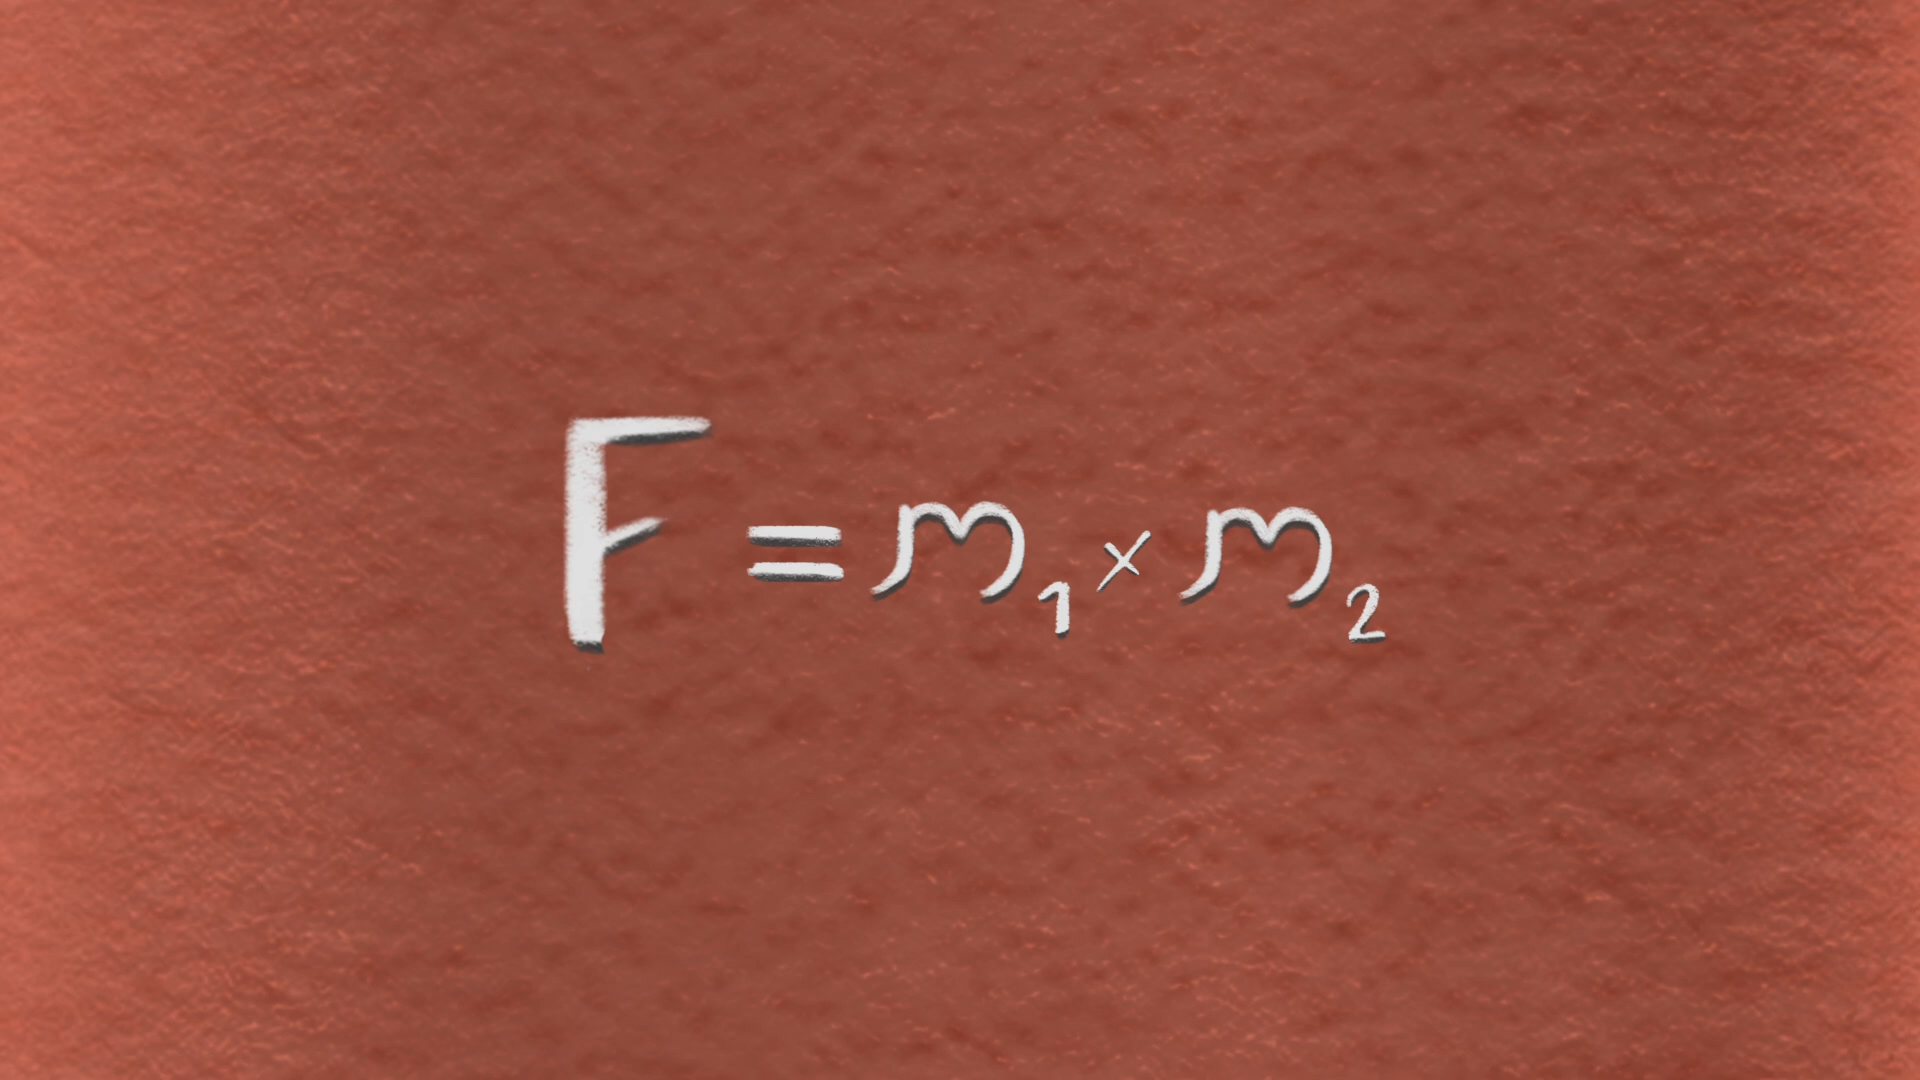 F = m₁ × m₂